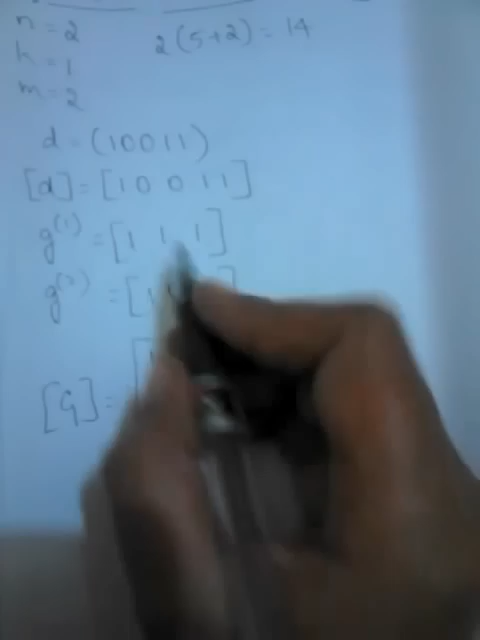 n = 2
2(5+2) = 14
k = 1
m = 2
d = (10011)
[d] = [1 0 0 1 1]
g⁽¹⁾ = [1 1 1]
g⁽²⁾ = [1
[G] = [